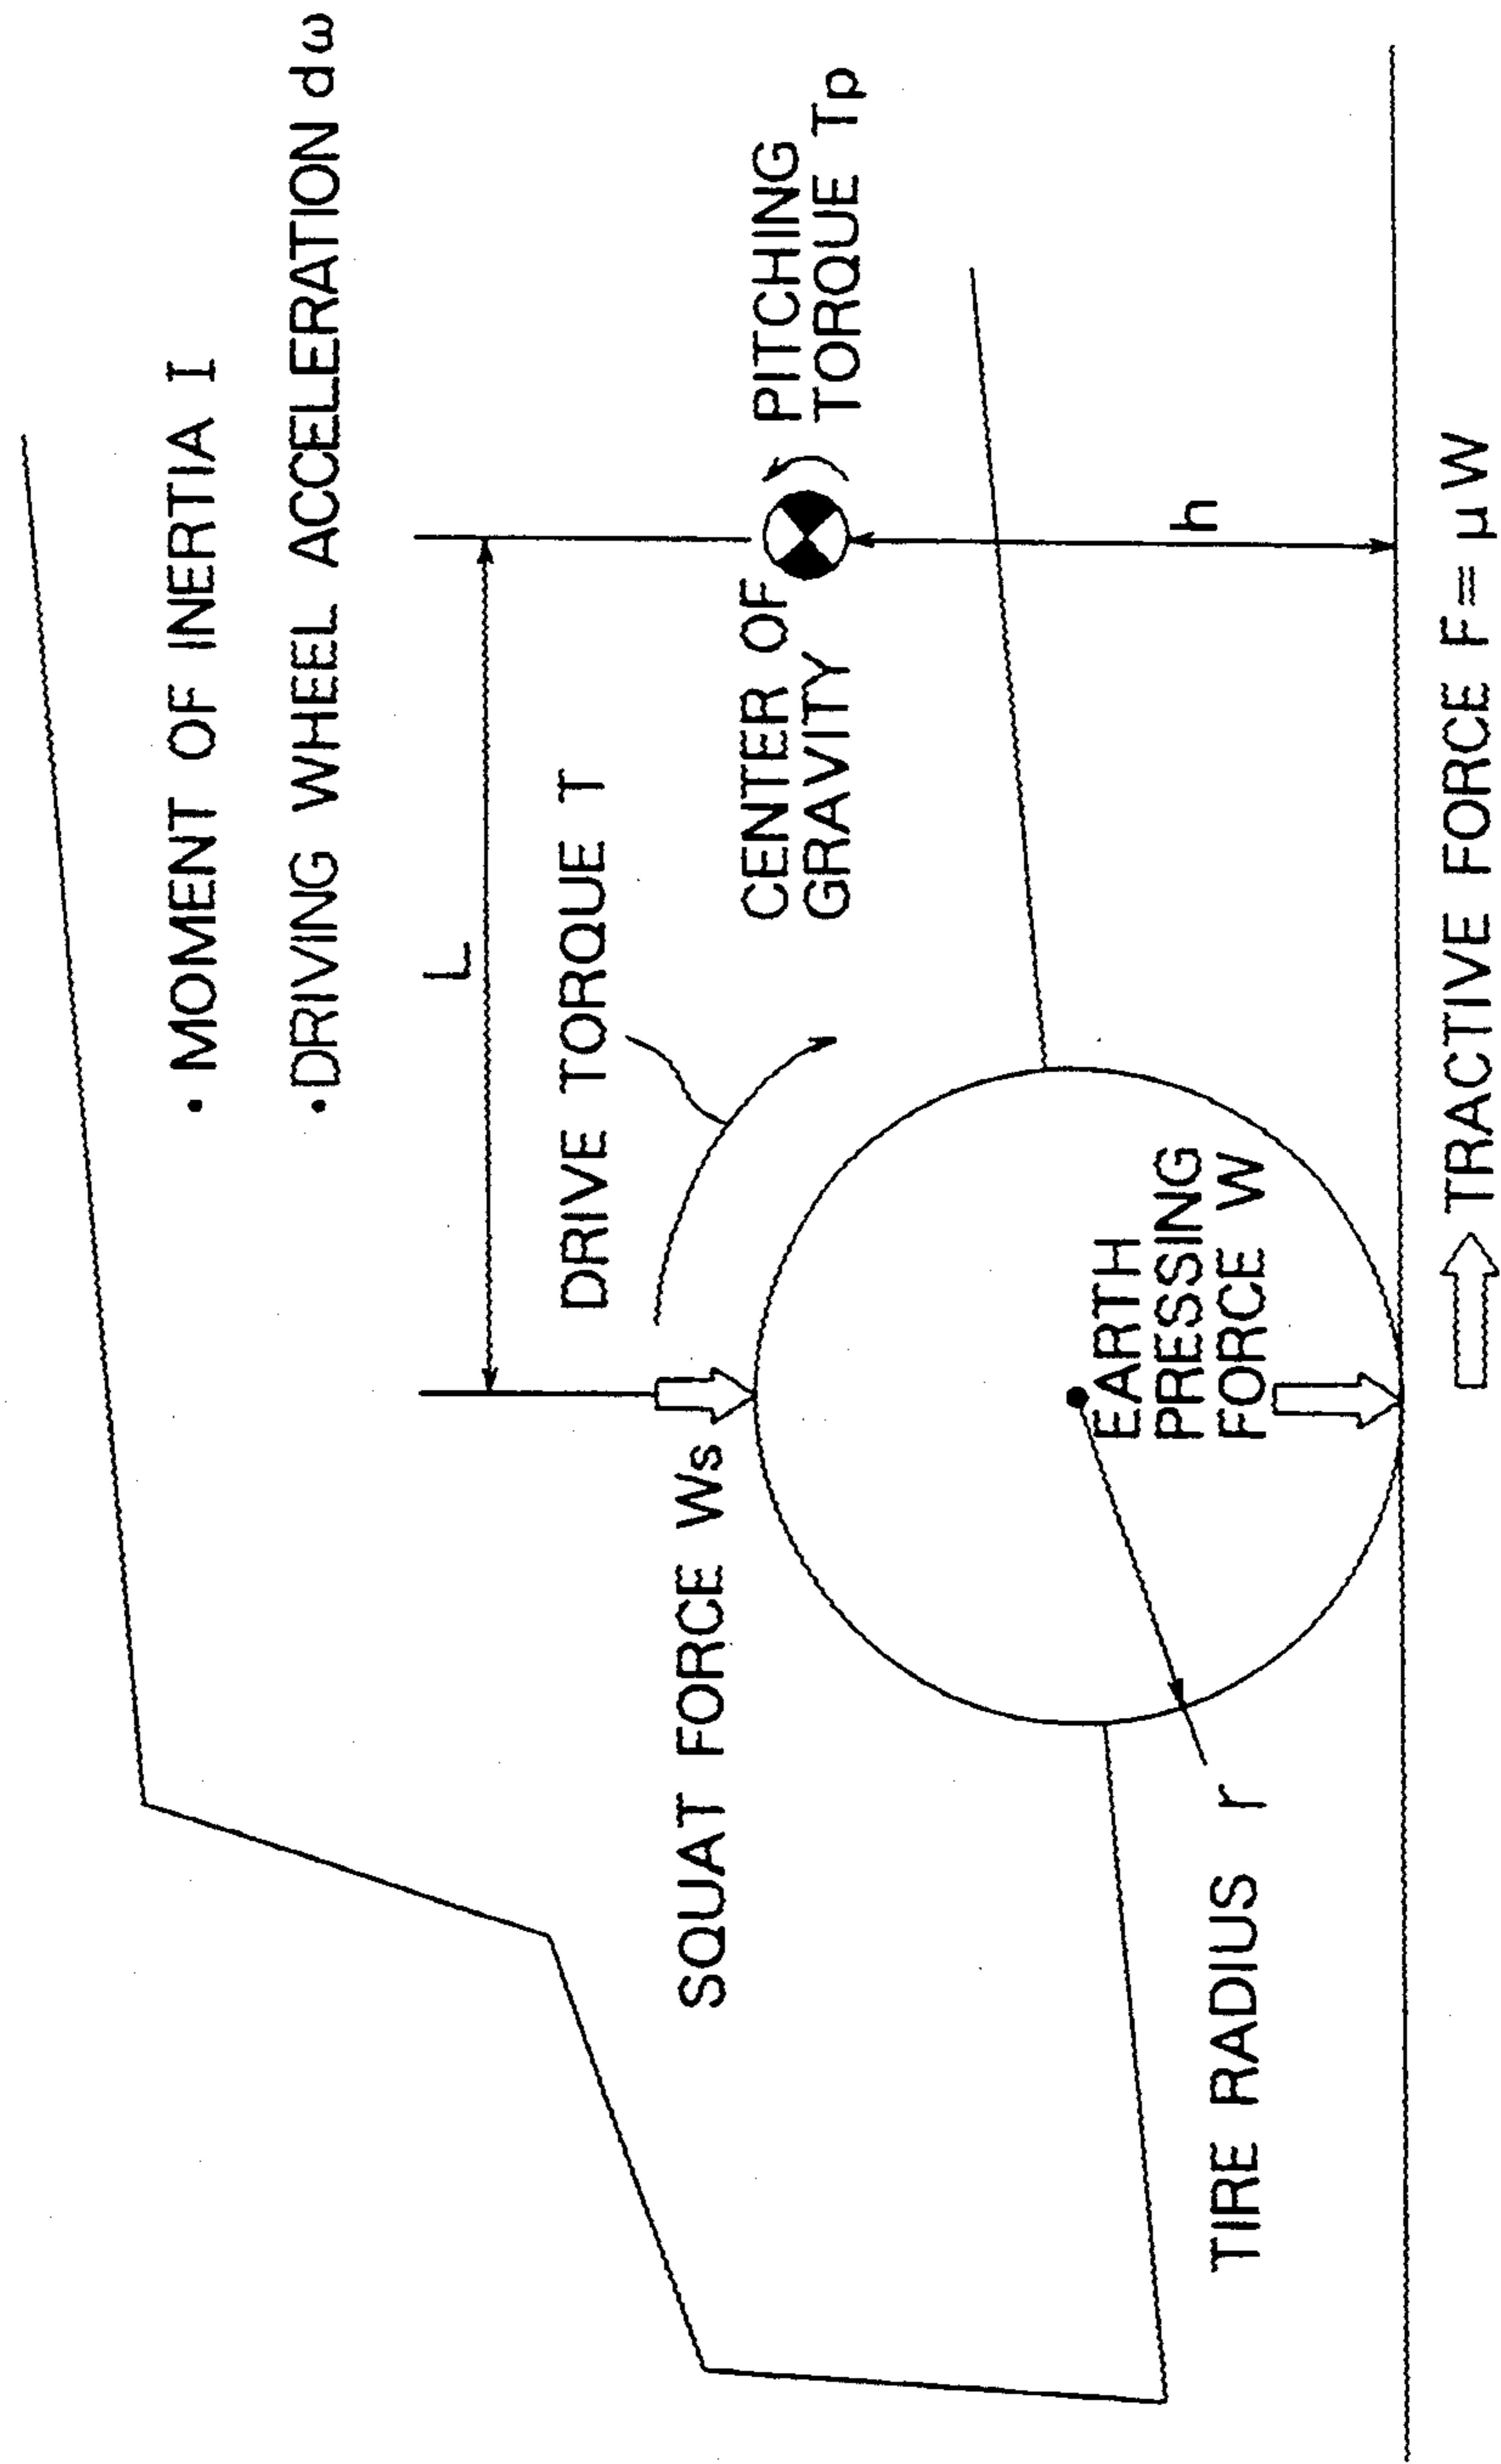 · MOMENT OF INERTIA I
· DRIVING WHEEL ACCELERATION dω
L
DRIVE TORQUE T
SQUAT FORCE Ws
CENTER OF
GRAVITY
PITCHING
TORQUE Tp
EARTH
PRESSING
FORCE W
h
TIRE RADIUS r
TRACTIVE FORCE F = μ W